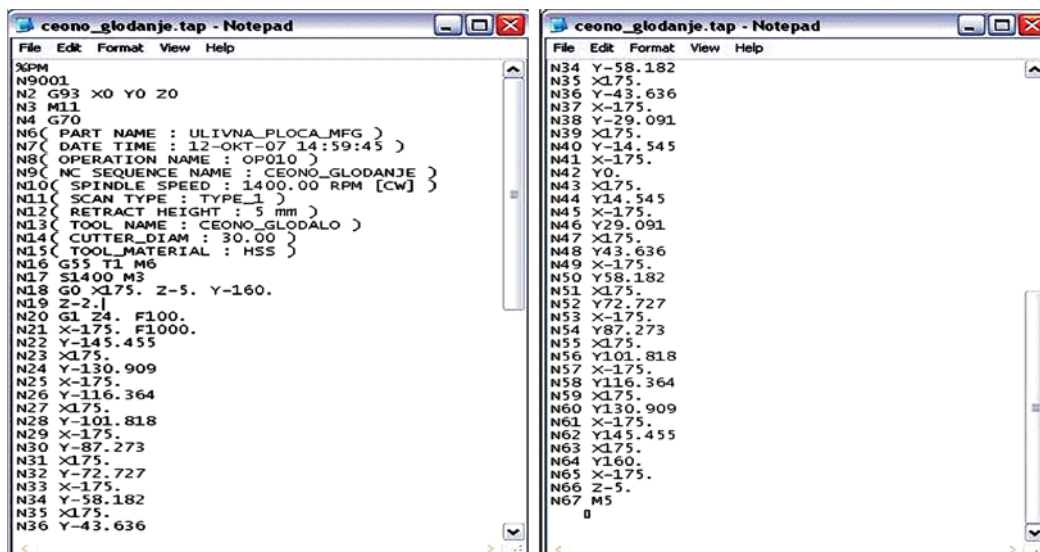 ceono_glodanje.tap - Notepad
File Edit Format View Help
%PM
N9001
N2 G93 X0 Y0 Z0
N3 M11
N4 G70
N6( PART NAME : ULIVNA_PLOCA_MFG )
N7( DATE TIME : 12-OKT-07 14:59:45 )
N8( OPERATION NAME : OP010 )
N9( NC SEQUENCE NAME : CEONO_GLODANJE )
N10( SPINDLE SPEED : 1400.00 RPM [CW] )
N11( SCAN TYPE : TYPE_1 )
N12( RETRACT HEIGHT : 5 mm )
N13( TOOL NAME : CEONO_GLODALO )
N14( CUTTER_DIAM : 30.00 )
N15( TOOL_MATERIAL : HSS )
N16 G55 T1 M6
N17 S1400 M3
N18 G0 X175. Z-5. Y-160.
N19 Z-2.
N20 G1 Z4. F100.
N21 X-175. F1000.
N22 Y-145.455
N23 X175.
N24 Y-130.909
N25 X-175.
N26 Y-116.364
N27 X175.
N28 Y-101.818
N29 X-175.
N30 Y-87.273
N31 X175.
N32 Y-72.727
N33 X-175.
N34 Y-58.182
N35 X175.
N36 Y-43.636
ceono_glodanje.tap - Notepad
File Edit Format View Help
N34 Y-58.182
N35 X175.
N36 Y-43.636
N37 X-175.
N38 Y-29.091
N39 X175.
N40 Y-14.545
N41 X-175.
N42 Y0.
N43 X175.
N44 Y14.545
N45 X-175.
N46 Y29.091
N47 X175.
N48 Y43.636
N49 X-175.
N50 Y58.182
N51 X175.
N52 Y72.727
N53 X-175.
N54 Y87.273
N55 X175.
N56 Y101.818
N57 X-175.
N58 Y116.364
N59 X175.
N60 Y130.909
N61 X-175.
N62 Y145.455
N63 X175.
N64 Y160.
N65 X-175.
N66 Z-5.
N67 M5